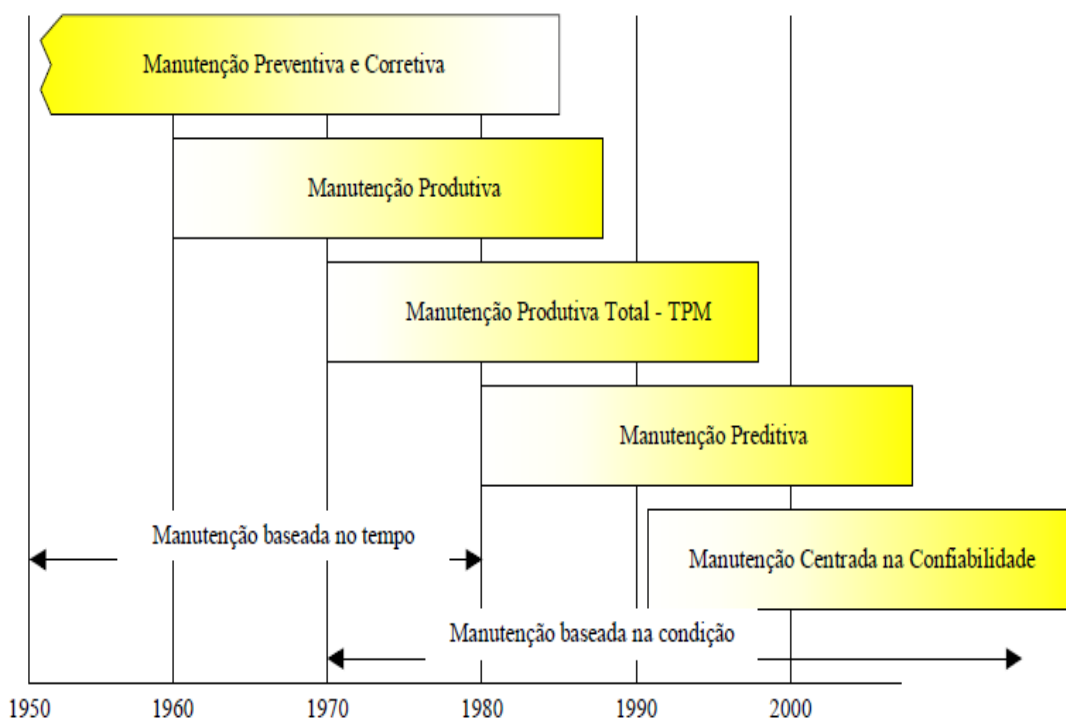 Manutenção Preventiva e Corretiva
Manutenção Produtiva
Manutenção Produtiva Total - TPM
Manutenção Preditiva
Manutenção baseada no tempo
Manutenção Centrada na Confiabilidade
Manutenção baseada na condição
1950 1960 1970 1980 1990 2000